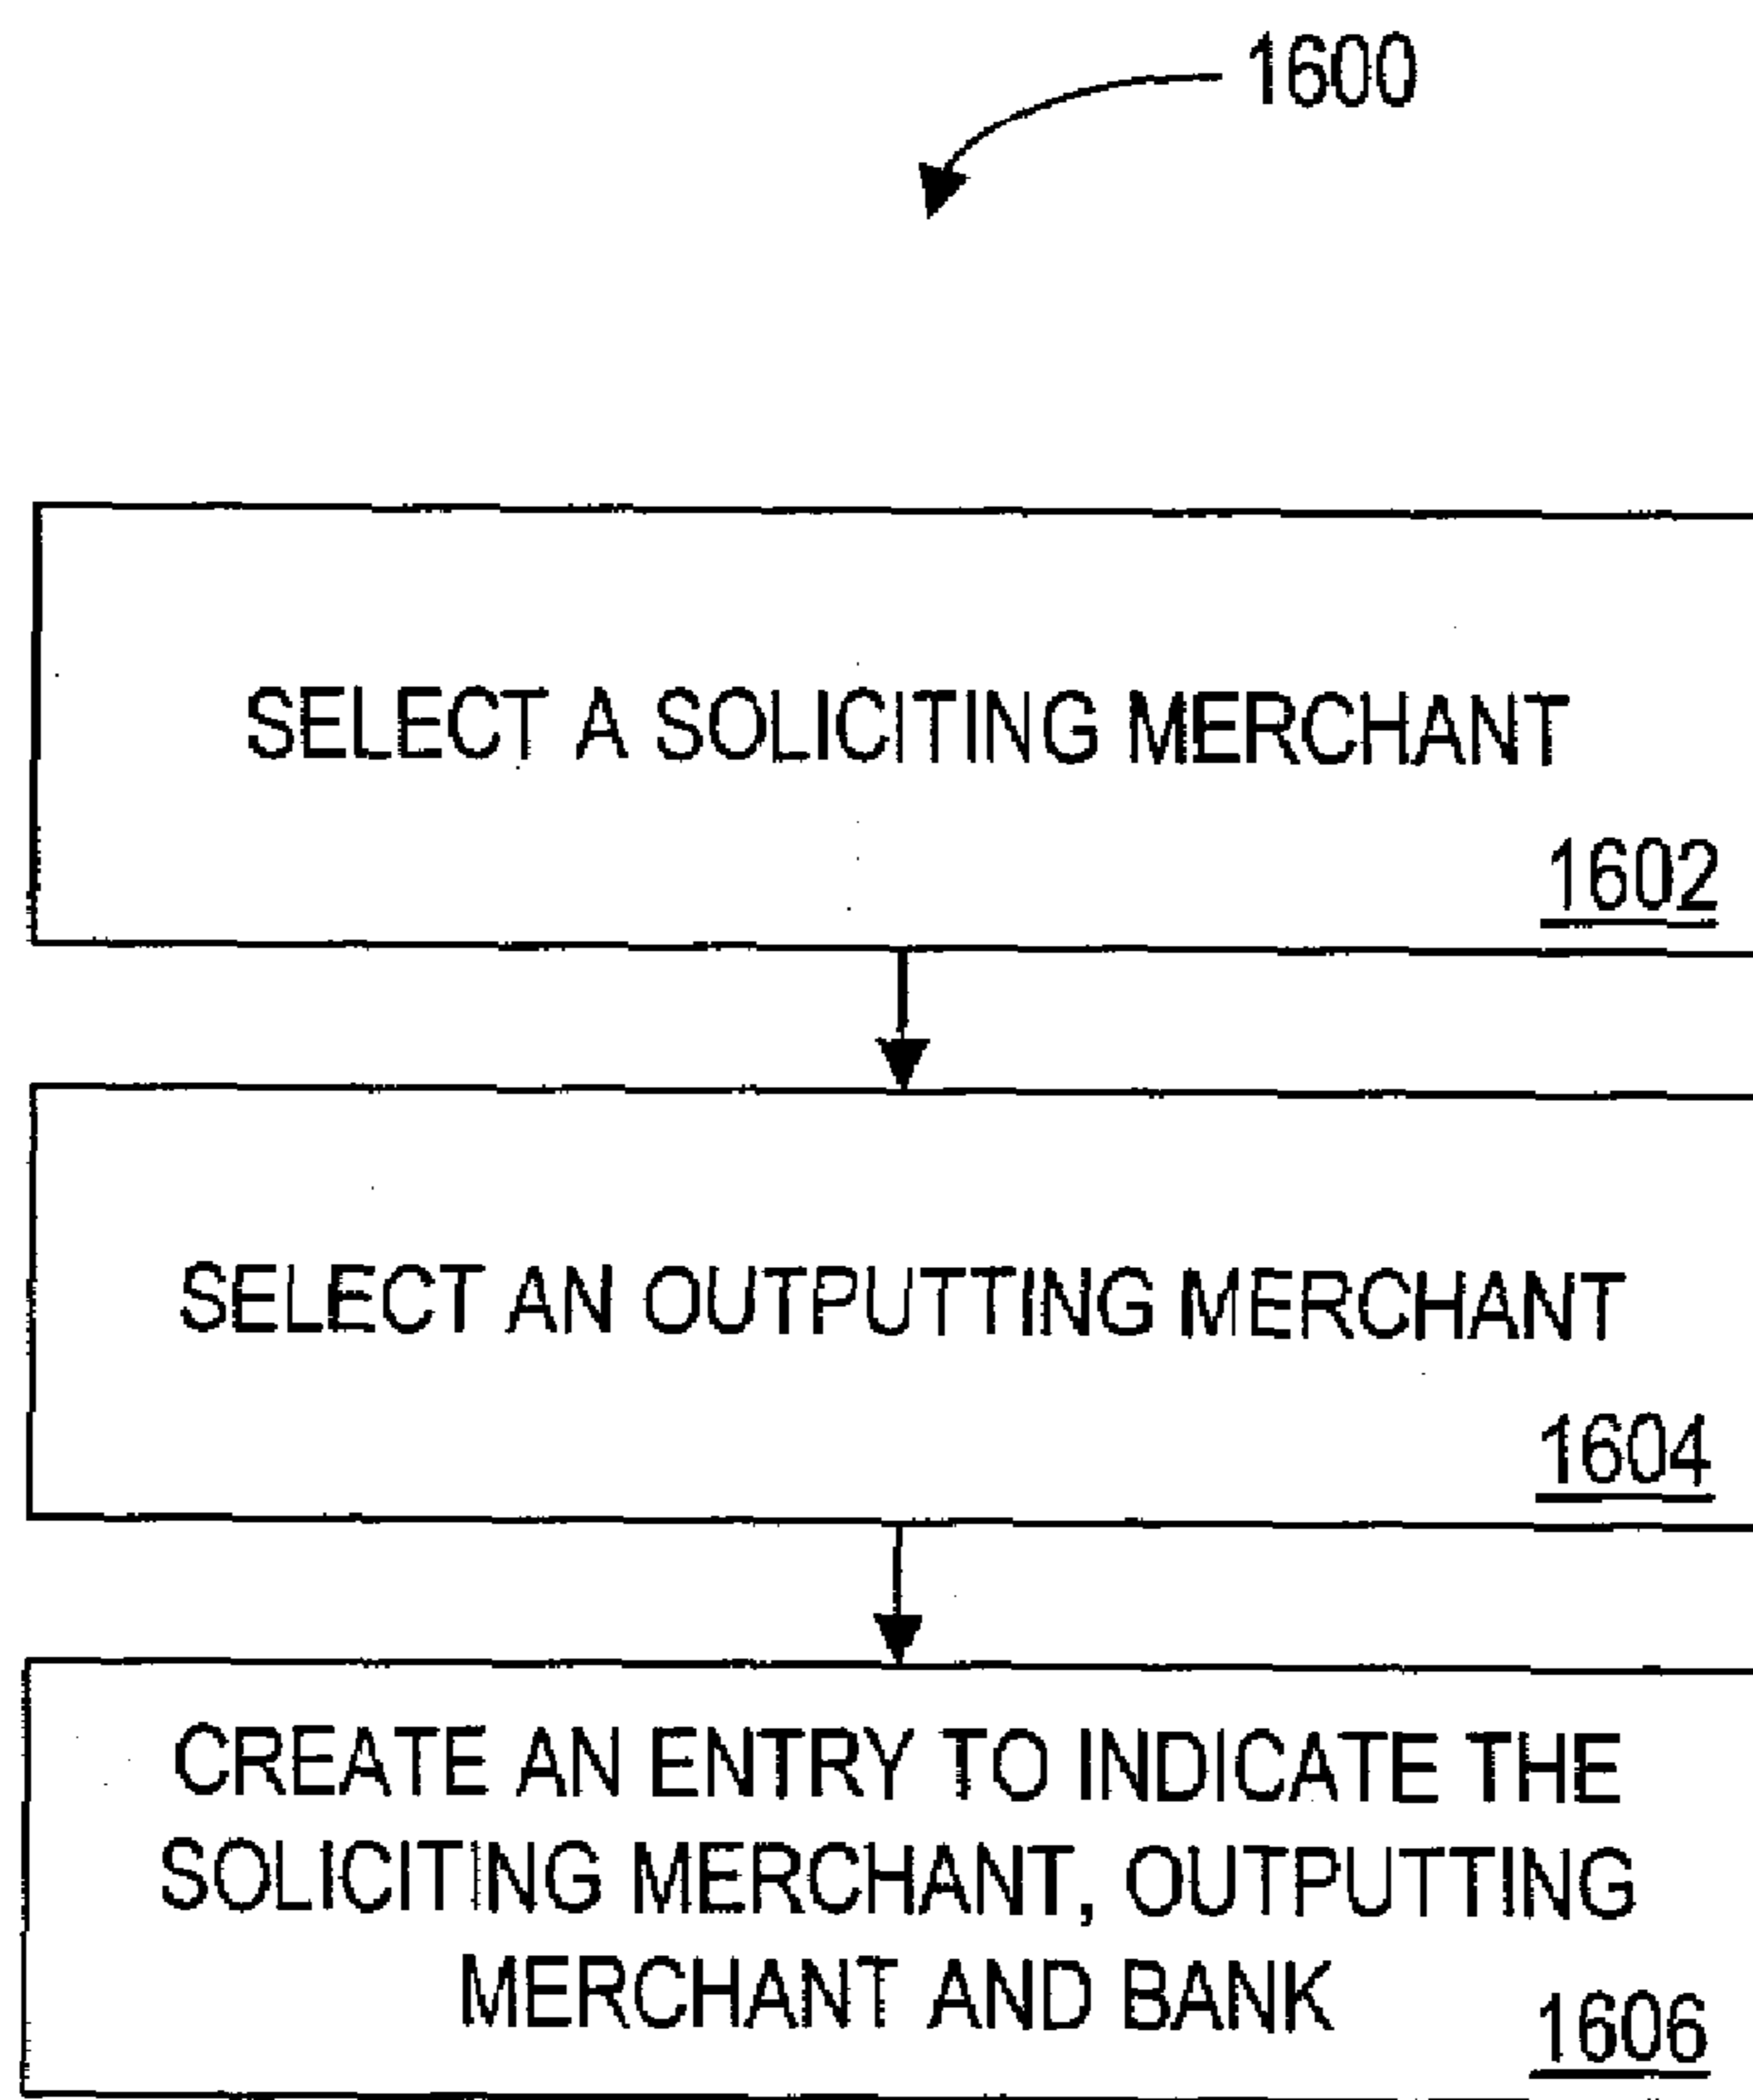 1600
SELECT A SOLICITING MERCHANT
1602
SELECT AN OUTPUTTING MERCHANT
1604
CREATE AN ENTRY TO INDICATE THE
SOLICITING MERCHANT, OUTPUTTING
MERCHANT AND BANK
1606